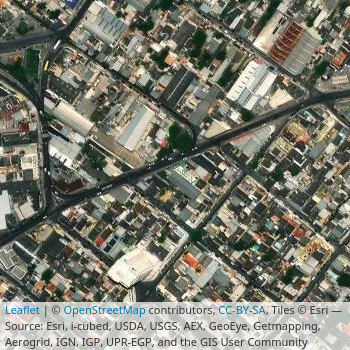 Leaflet | © OpenStreetMap contributors, CC-BY-SA, Tiles © Esri —
Source: Esri, i-cubed, USDA, USGS, AEX, GeoEye, Getmapping,
Aerogrid, IGN, IGP, UPR-EGP, and the GIS User Community